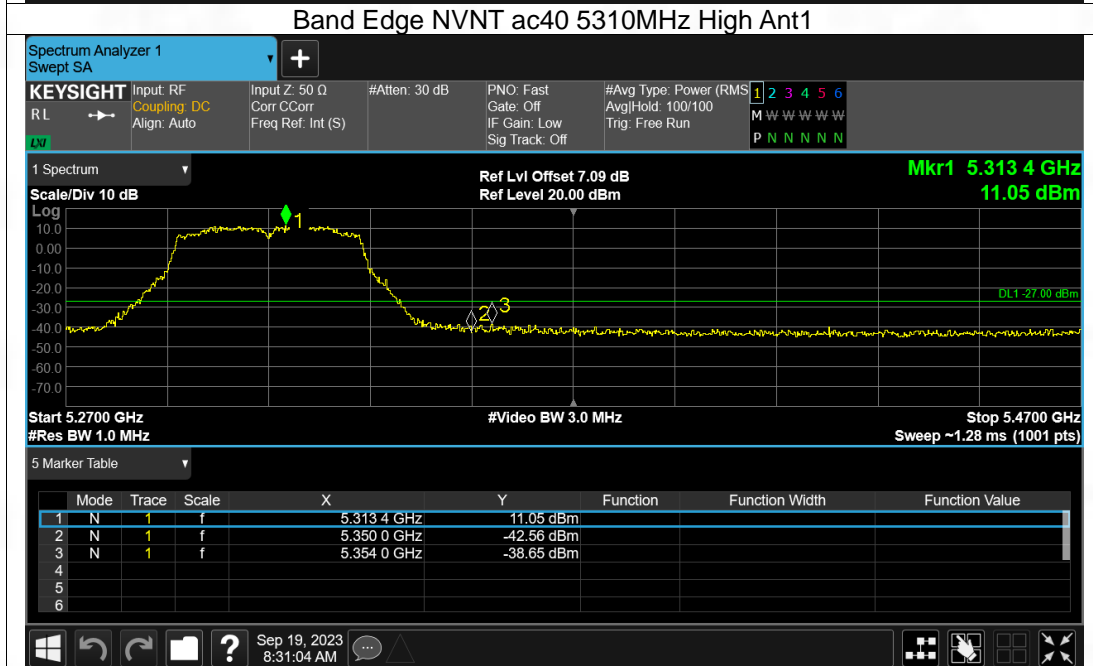 Band Edge NVNT ac40 5310MHz High Ant1
Spectrum Analyzer 1
Swept SA
+
KEYSIGHT Input: RF Input Z: 50 Ω #Atten: 30 dB PNO: Fast #Avg Type: Power (RMS 1 2 3 4 5 6
RL Coupling: DC Corr CCorr Gate: Off Avg|Hold: 100/100 M W W W W W
Align: Auto Freq Ref: Int (S) IF Gain: Low Trig: Free Run
LXI Sig Track: Off P N N N N N
1 Spectrum Ref Lvl Offset 7.09 dB Mkr1 5.313 4 GHz
Scale/Div 10 dB Ref Level 20.00 dBm 11.05 dBm
Log
10.0 1
0.00
-10.0
-20.0
DL1 -27.00 dBm
-30.0 2 3
-40.0
-50.0
-60.0
-70.0
Start 5.2700 GHz #Video BW 3.0 MHz Stop 5.4700 GHz
#Res BW 1.0 MHz Sweep ~1.28 ms (1001 pts)
5 Marker Table
Mode Trace Scale X Y Function Function Width Function Value
1 N 1 f 5.313 4 GHz 11.05 dBm
2 N 1 f 5.350 0 GHz -42.56 dBm
3 N 1 f 5.354 0 GHz -38.65 dBm
4
5
6
? Sep 19, 2023
8:31:04 AM